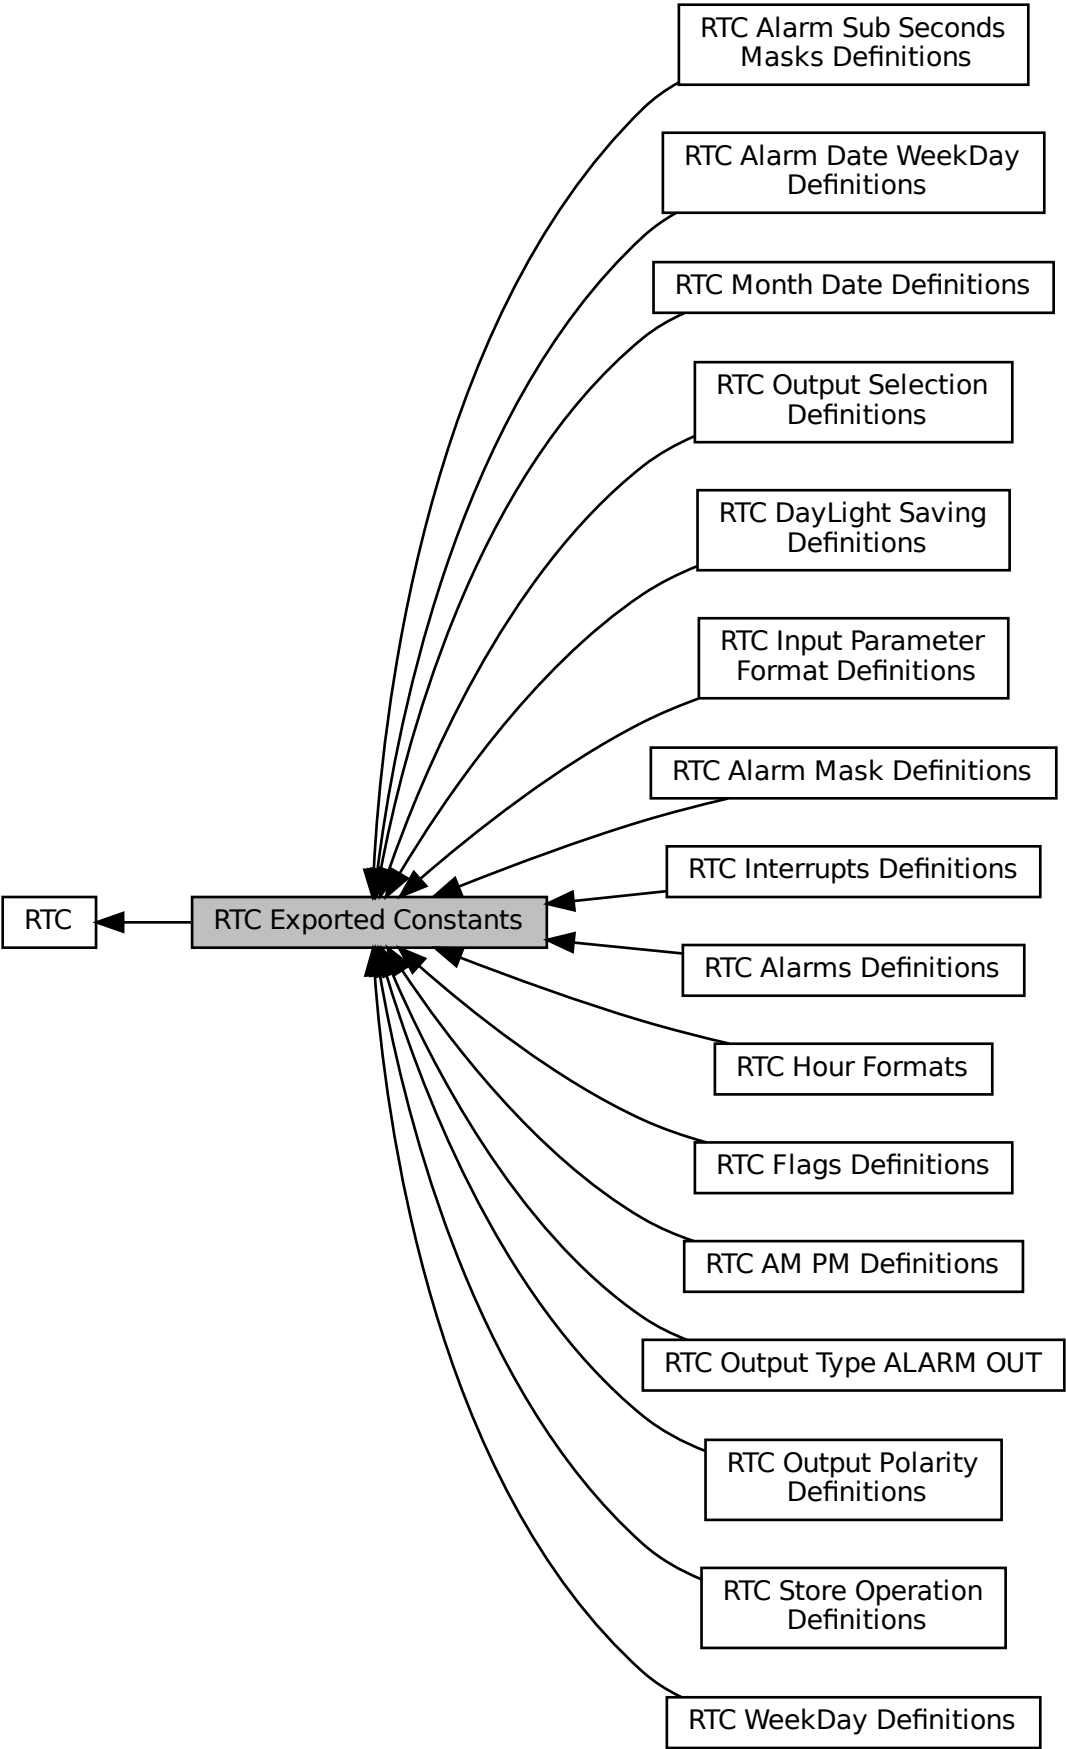 RTC Alarm Sub Seconds
Masks Definitions
RTC Alarm Date WeekDay
Definitions
RTC Month Date Definitions
RTC Output Selection
Definitions
RTC DayLight Saving
Definitions
RTC Input Parameter
Format Definitions
RTC Alarm Mask Definitions
RTC Interrupts Definitions
RTC
RTC Exported Constants
RTC Alarms Definitions
RTC Hour Formats
RTC Flags Definitions
RTC AM PM Definitions
RTC Output Type ALARM OUT
RTC Output Polarity
Definitions
RTC Store Operation
Definitions
RTC WeekDay Definitions